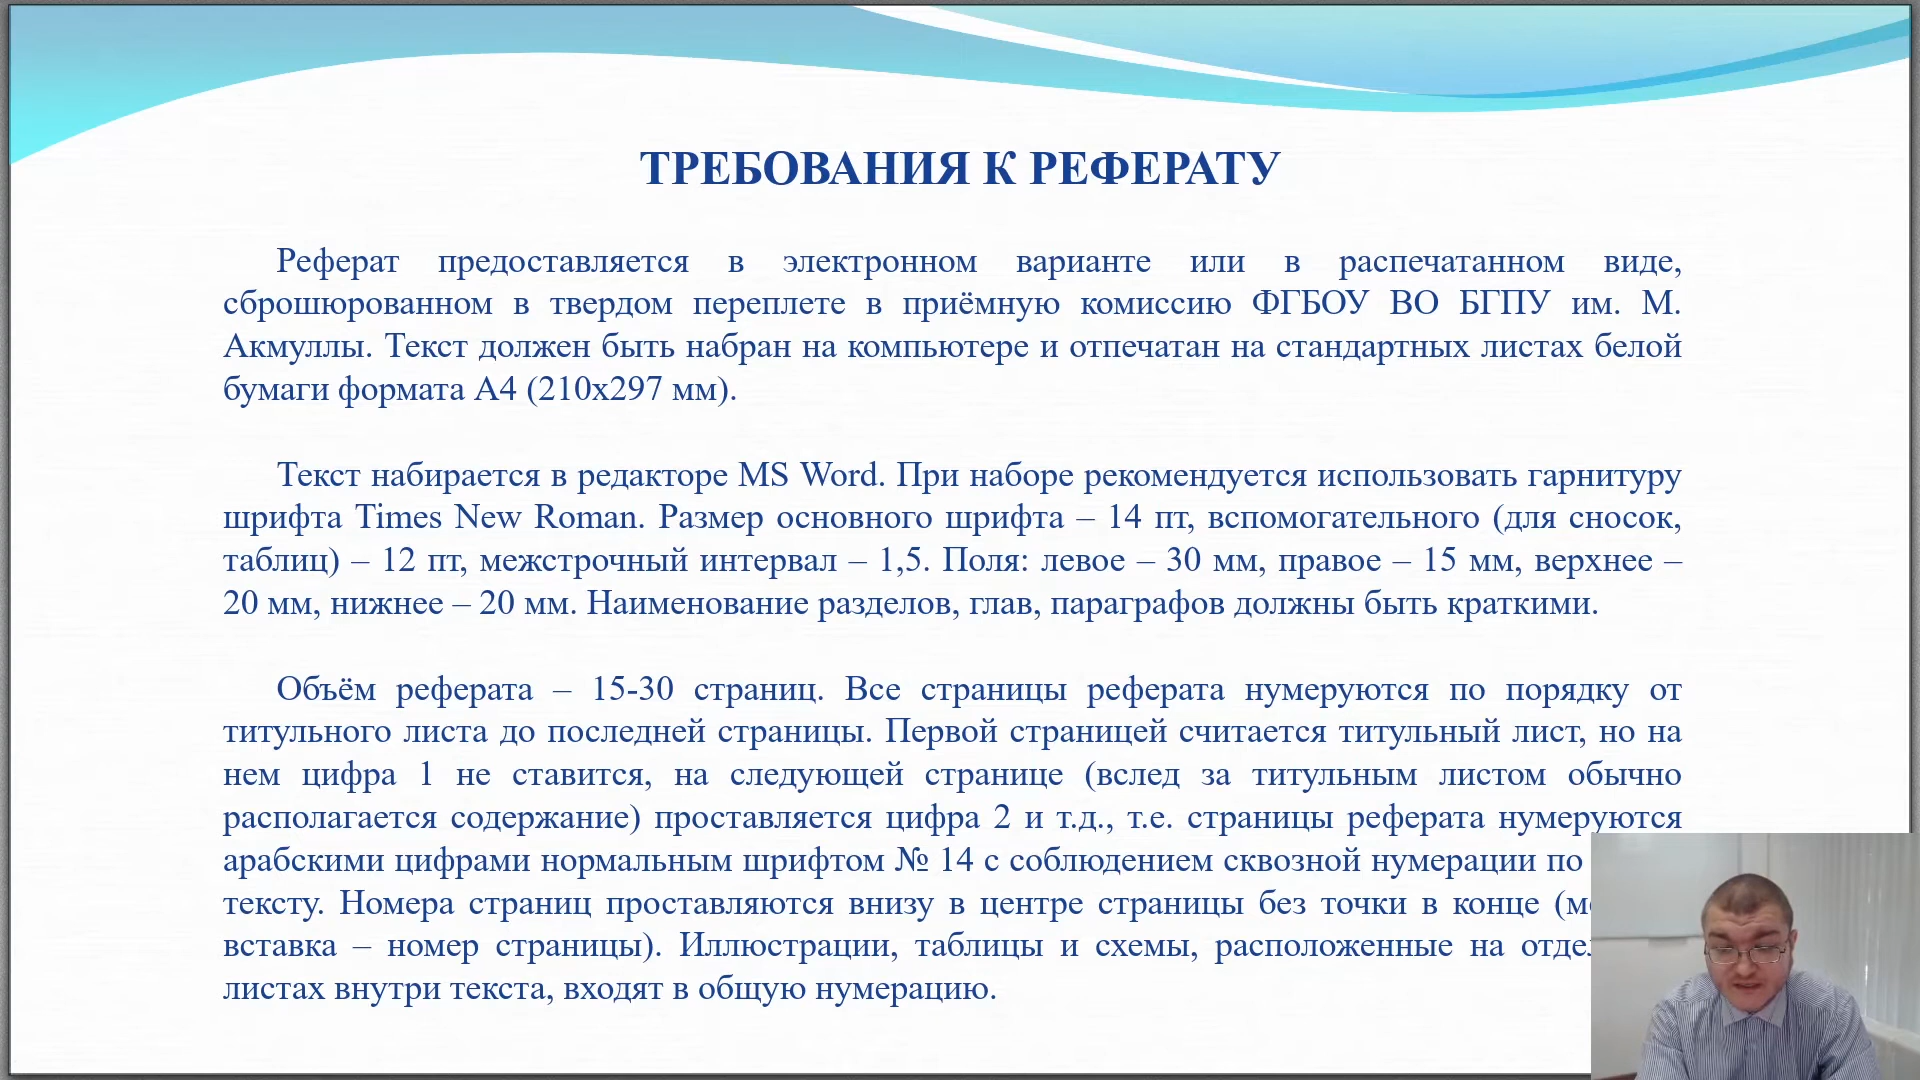 ТРЕБОВАНИЯ К РЕФЕРАТУ
Реферат предоставляется в электронном варианте или в распечатанном виде,
сброшюрованном в твердом переплете в приёмную комиссию ФГБОУ ВО БГПУ им. М.
Акмуллы. Текст должен быть набран на компьютере и отпечатан на стандартных листах белой
бумаги формата А4 (210х297 мм).
Текст набирается в редакторе MS Word. При наборе рекомендуется использовать гарнитуру
шрифта Times New Roman. Размер основного шрифта – 14 пт, вспомогательного (для сносок,
таблиц) – 12 пт, межстрочный интервал – 1,5. Поля: левое – 30 мм, правое – 15 мм, верхнее –
20 мм, нижнее – 20 мм. Наименование разделов, глав, параграфов должны быть краткими.
Объём реферата – 15-30 страниц. Все страницы реферата нумеруются по порядку от
титульного листа до последней страницы. Первой страницей считается титульный лист, но на
нем цифра 1 не ставится, на следующей странице (вслед за титульным листом обычно
располагается содержание) проставляется цифра 2 и т.д., т.е. страницы реферата нумеруются
арабскими цифрами нормальным шрифтом № 14 с соблюдением сквозной нумерации по
тексту. Номера страниц проставляются внизу в центре страницы без точки в конце
вставка – номер страницы). Иллюстрации, таблицы и схемы, расположенные на
листах внутри текста, входят в общую нумерацию.